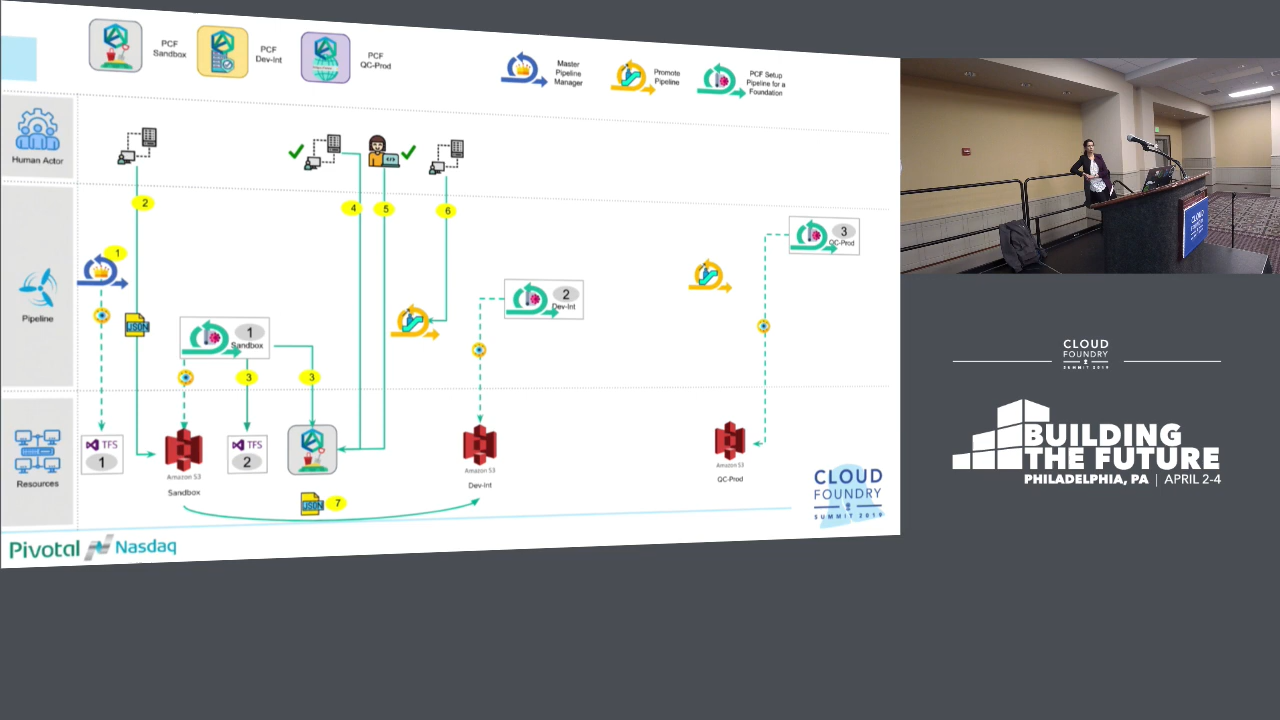 PCF
Sandbox
PCF
Dev-Int
PCF
QC-Prod
Master
Pipeline
Manager
Promote
Pipeline
PCF Setup
Pipeline for a
Foundation
Human Actor
2
4
5
6
3
QC-Prod
1
Pipeline
2
Dev-Int
JSON
1
Sandbox
3
3
TFS
1
TFS
2
Resources
Amazon S3
Sandbox
Amazon S3
Dev-Int
Amazon S3
QC-Prod
JSON
7
CLOUD
FOUNDRY
SUMMIT 2019
Pivotal
Nasdaq
CLOUD
FOUNDRY
SUMMIT 2019
BUILDING
THE FUTURE
PHILADELPHIA, PA | APRIL 2-4